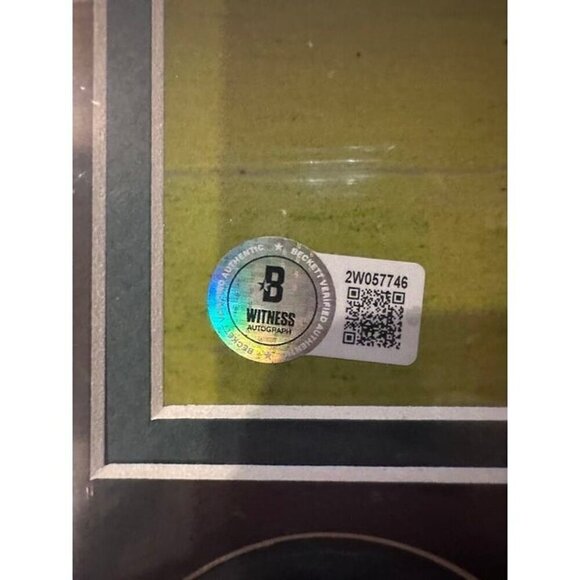 BECKETT VERIFIED AUTHENTIC
B
WITNESS
AUTOGRAPH
2W057746